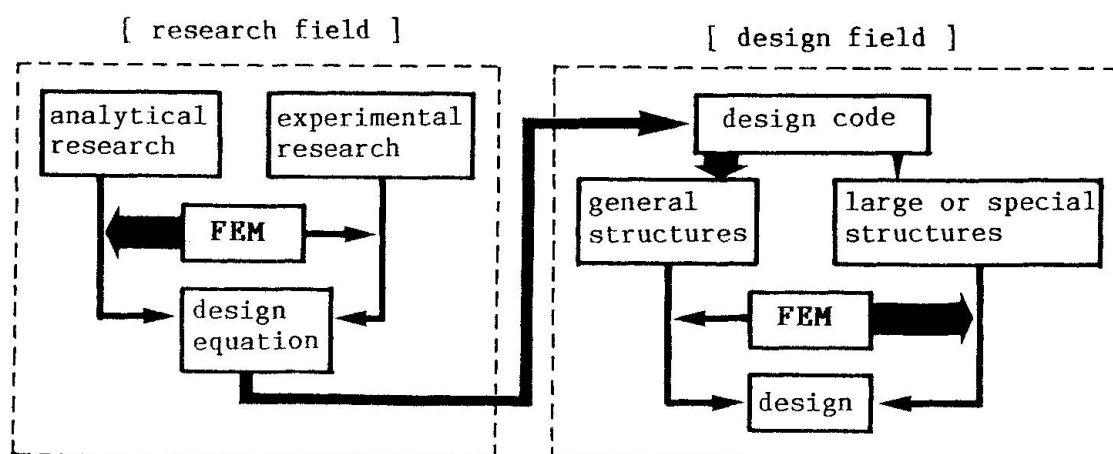 [ research field ]
analytical
research
experimental
research
FEM
design
equation
[ design field ]
design code
general
structures
large or special
structures
FEM
design